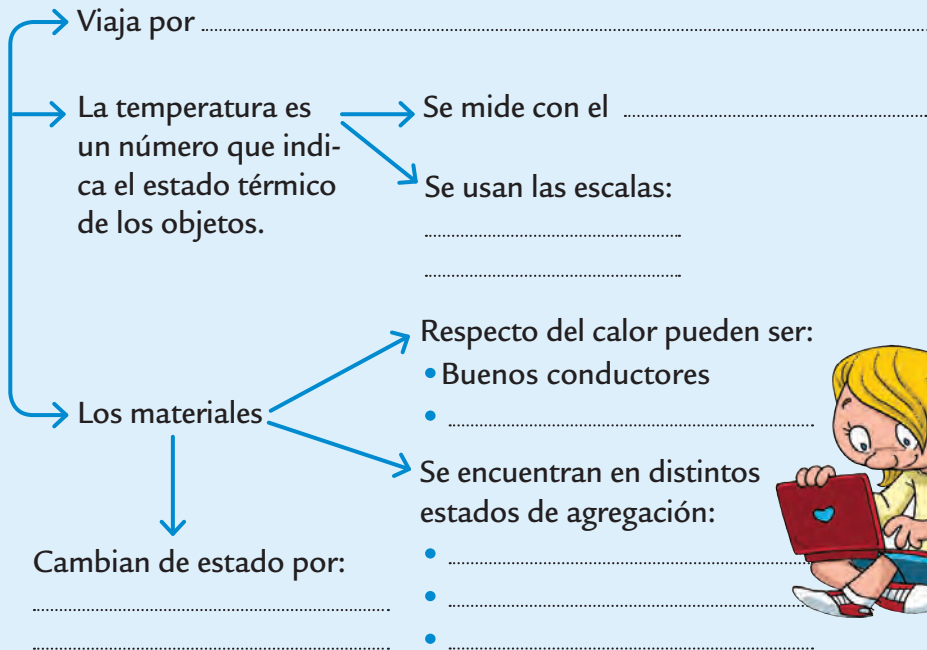 Viaja por
La temperatura es
un número que indi-
ca el estado térmico
de los objetos.
Se mide con el
Se usan las escalas:
Los materiales
Respecto del calor pueden ser:
• Buenos conductores
•
Se encuentran en distintos
estados de agregación:
•
•
•
Cambian de estado por: